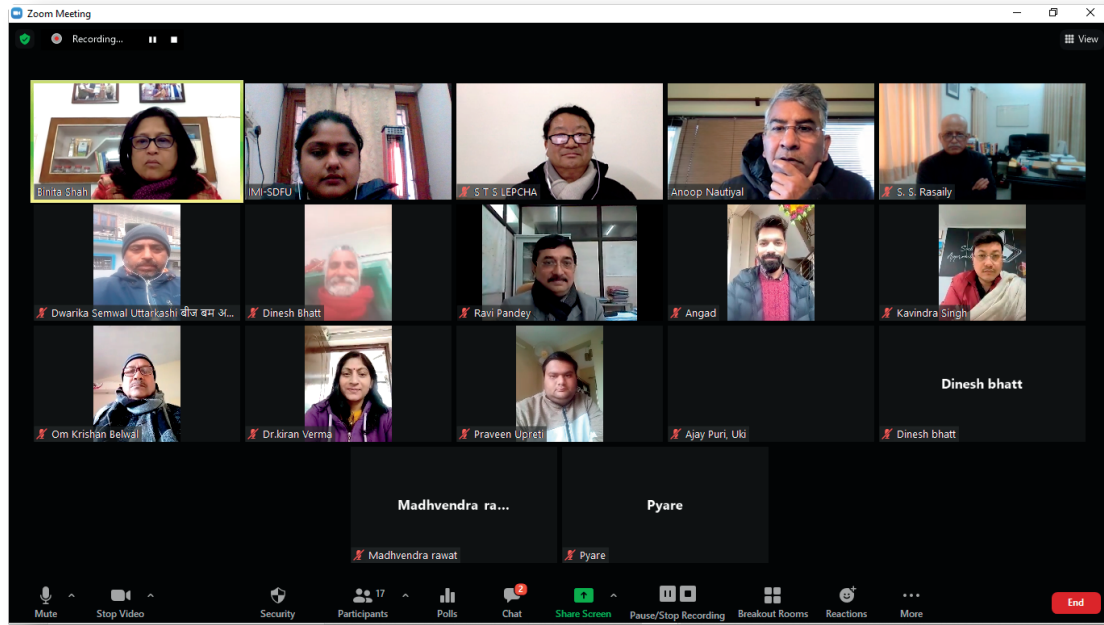 Zoom Meeting
Recording...
View
Binita Shah
IMI-SDFU
S T S LEPCHA
Anoop Nautiyal
S. S. Rasaily
Dwarika Semwal Uttarkashi बीज बम अ...
Dinesh Bhatt
Ravi Pandey
Angad
Kavindra Singh
Om Krishan Belwal
Dr.kiran Verma
Praveen Upreti
Ajay Puri, Uki
Dinesh bhatt
Dinesh bhatt
Madhvendra ra...
Madhvendra rawat
Pyare
Pyare
Mute
Stop Video
Security
17
Participants
Polls
2
Chat
Share Screen
Pause/Stop Recording
Breakout Rooms
Reactions
More
End